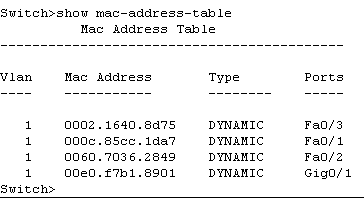 Switch>show mac-address-table
Mac Address Table
-------------------------------------------
Vlan Mac Address Type Ports
---- ----------- -------- -----
1 0002.1640.8d75 DYNAMIC Fa0/3
1 000c.85cc.1da7 DYNAMIC Fa0/1
1 0060.7036.2849 DYNAMIC Fa0/2
1 00e0.f7b1.8901 DYNAMIC Gig0/1
Switch>